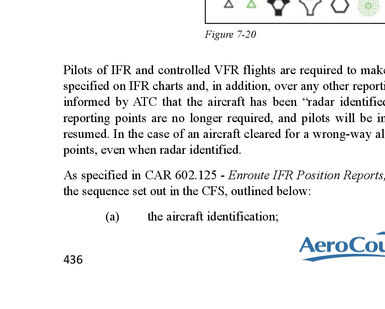 Figure 7-20
Pilots of IFR and controlled VFR flights are required to make
specified on IFR charts and, in addition, over any other reporti
informed by ATC that the aircraft has been “radar identified
reporting points are no longer required, and pilots will be in
resumed. In the case of an aircraft cleared for a wrong-way al
points, even when radar identified.
As specified in CAR 602.125 - Enroute IFR Position Reports,
the sequence set out in the CFS, outlined below:
(a) the aircraft identification;
AeroCou
436